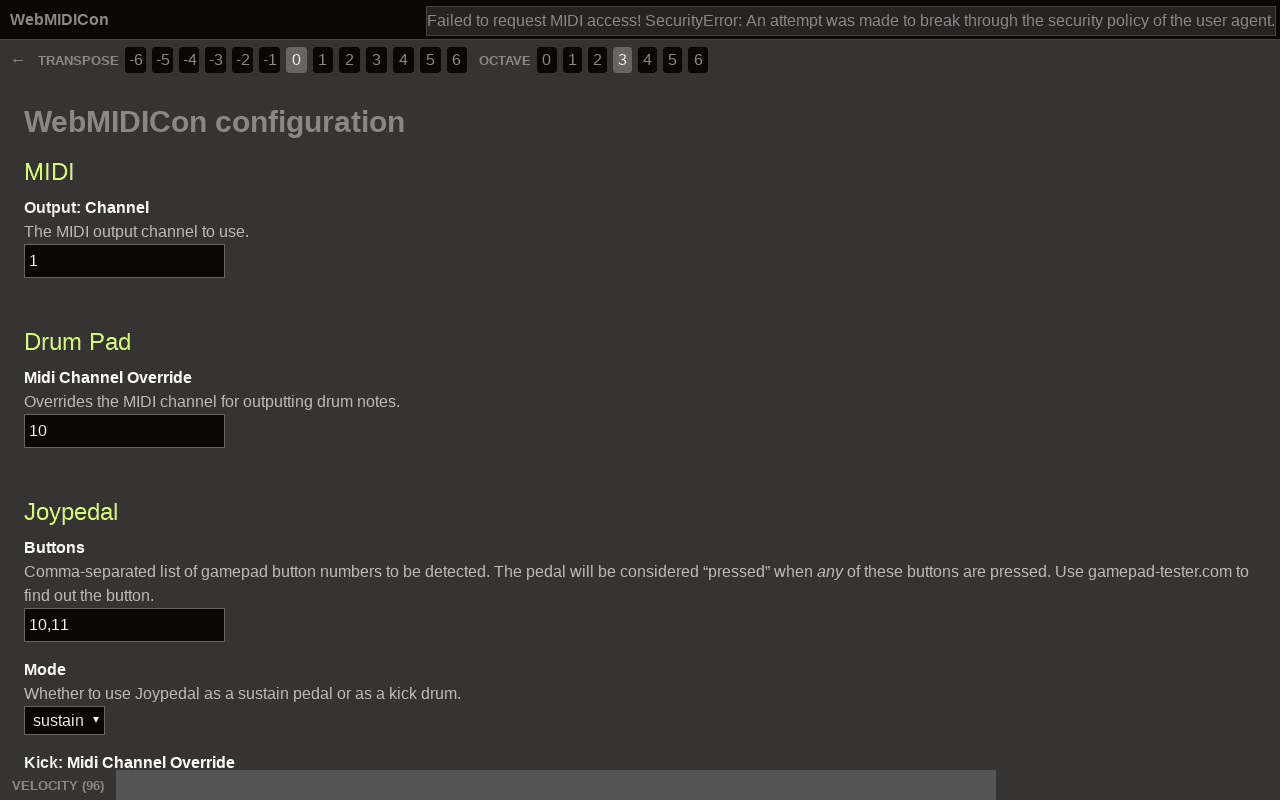 WebMIDICon
Failed to request MIDI access! SecurityError: An attempt was made to break through the security policy of the user agent.
← TRANSPOSE -6 -5 -4 -3 -2 -1 0 1 2 3 4 5 6 OCTAVE 0 1 2 3 4 5 6
WebMIDICon configuration
MIDI
Output: Channel
The MIDI output channel to use.
1
Drum Pad
Midi Channel Override
Overrides the MIDI channel for outputting drum notes.
10
Joypedal
Buttons
Comma-separated list of gamepad button numbers to be detected. The pedal will be considered “pressed” when any of these buttons are pressed. Use gamepad-tester.com to
find out the button.
10,11
Mode
Whether to use Joypedal as a sustain pedal or as a kick drum.
sustain
Kick: Midi Channel Override
VELOCITY (96)